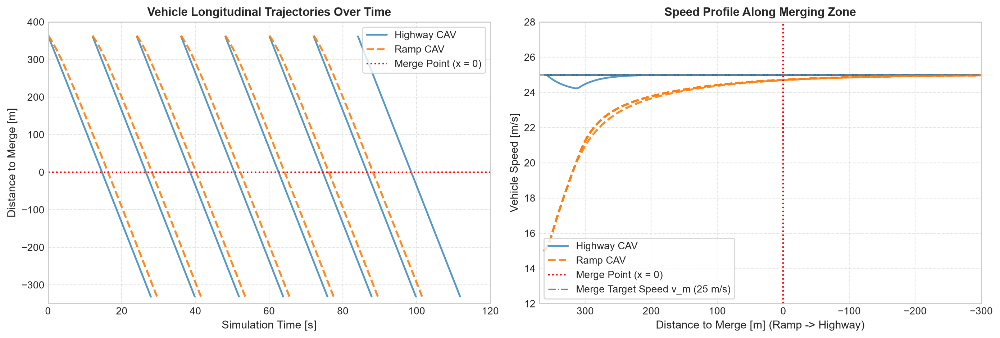 Vehicle Longitudinal Trajectories Over Time
Distance to Merge [m]
400
300
200
100
0
−100
−200
−300
Highway CAV
Ramp CAV
Merge Point (x = 0)
0 20 40 60 80 100 120
Simulation Time [s]
Speed Profile Along Merging Zone
Vehicle Speed [m/s]
28
26
24
22
20
18
16
14
12
Highway CAV
Ramp CAV
Merge Point (x = 0)
Merge Target Speed v_m (25 m/s)
300 200 100 0 −100 −200 −300
Distance to Merge [m] (Ramp -> Highway)